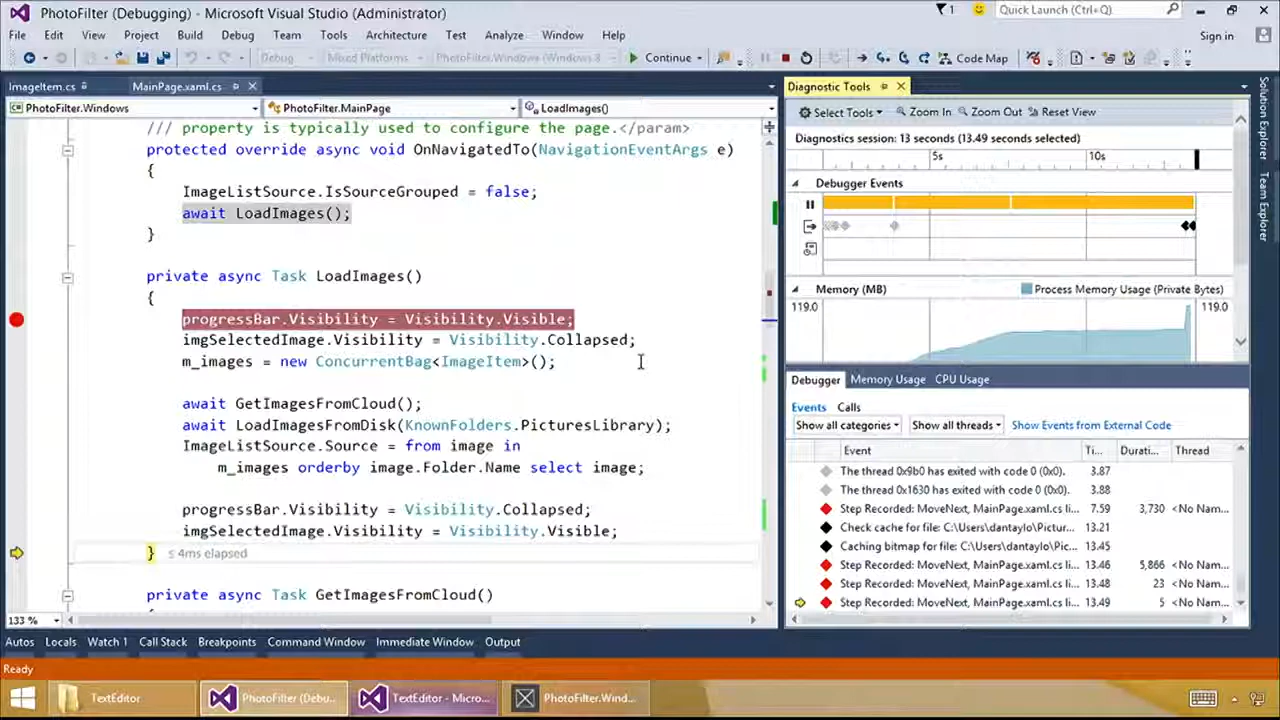 PhotoFilter (Debugging) - Microsoft Visual Studio (Administrator)
1
Quick Launch (Ctrl+Q)
File Edit View Project Build Debug Team Tools Architecture Test Analyze Window Help
Sign in
Debug Mixed Platforms PhotoFilter.Windows (Windows 8 Continue Code Map
ImageItem.cs MainPage.xaml.cs
PhotoFilter.Windows PhotoFilter.MainPage LoadImages()
/// property is typically used to configure the page.</param>
protected override async void OnNavigatedTo(NavigationEventArgs e)
{
ImageListSource.IsSourceGrouped = false;
await LoadImages();
}
private async Task LoadImages()
{
progressBar.Visibility = Visibility.Visible;
imgSelectedImage.Visibility = Visibility.Collapsed;
m_images = new ConcurrentBag<ImageItem>();
await GetImagesFromCloud();
await LoadImagesFromDisk(KnownFolders.PicturesLibrary);
ImageListSource.Source = from image in
m_images orderby image.Folder.Name select image;
progressBar.Visibility = Visibility.Collapsed;
imgSelectedImage.Visibility = Visibility.Visible;
} ≤ 4ms elapsed
private async Task GetImagesFromCloud()
133 %
Diagnostic Tools
Select Tools Zoom In Zoom Out Reset View
Diagnostics session: 13 seconds (13.49 seconds selected)
5s 10s
Debugger Events
Memory (MB) Process Memory Usage (Private Bytes)
119.0 119.0
Debugger Memory Usage CPU Usage
Events Calls
Show all categories Show all threads Show Events from External Code
Event Ti... Durati... Thread
The thread 0x9b0 has exited with code 0 (0x0). 3.87
The thread 0x1630 has exited with code 0 (0x0). 3.88
Step Recorded: MoveNext, MainPage.xaml.cs li... 7.59 3,730 <No Nam...
Check cache for file: C:\Users\dantaylo\Pictur... 13.21
Caching bitmap for file: C:\Users\dantaylo\Pic... 13.45
Step Recorded: MoveNext, MainPage.xaml.cs li... 13.46 5,866 <No Nam...
Step Recorded: MoveNext, MainPage.xaml.cs li... 13.48 23 <No Nam...
Step Recorded: MoveNext, MainPage.xaml.cs li... 13.49 5 <No Nam...
Solution Explorer
Team Explorer
Autos Locals Watch 1 Call Stack Breakpoints Command Window Immediate Window Output
Ready
TextEditor PhotoFilter (Debu... TextEditor - Micro... PhotoFilter.Wind...